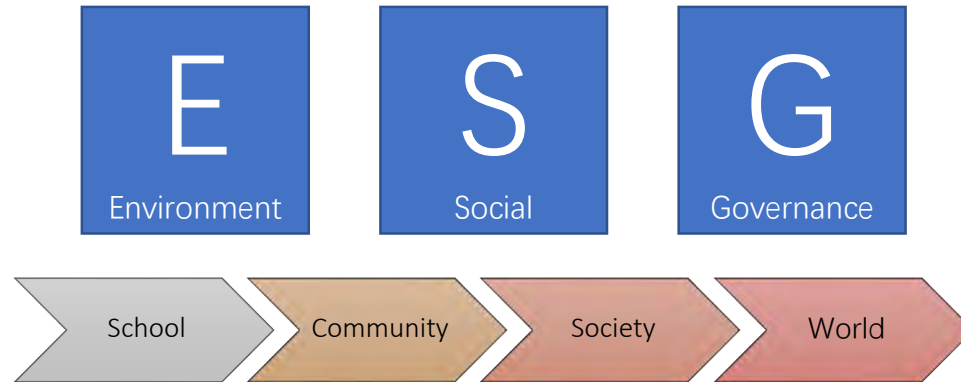 E S G
Environment Social Governance
School Community Society World